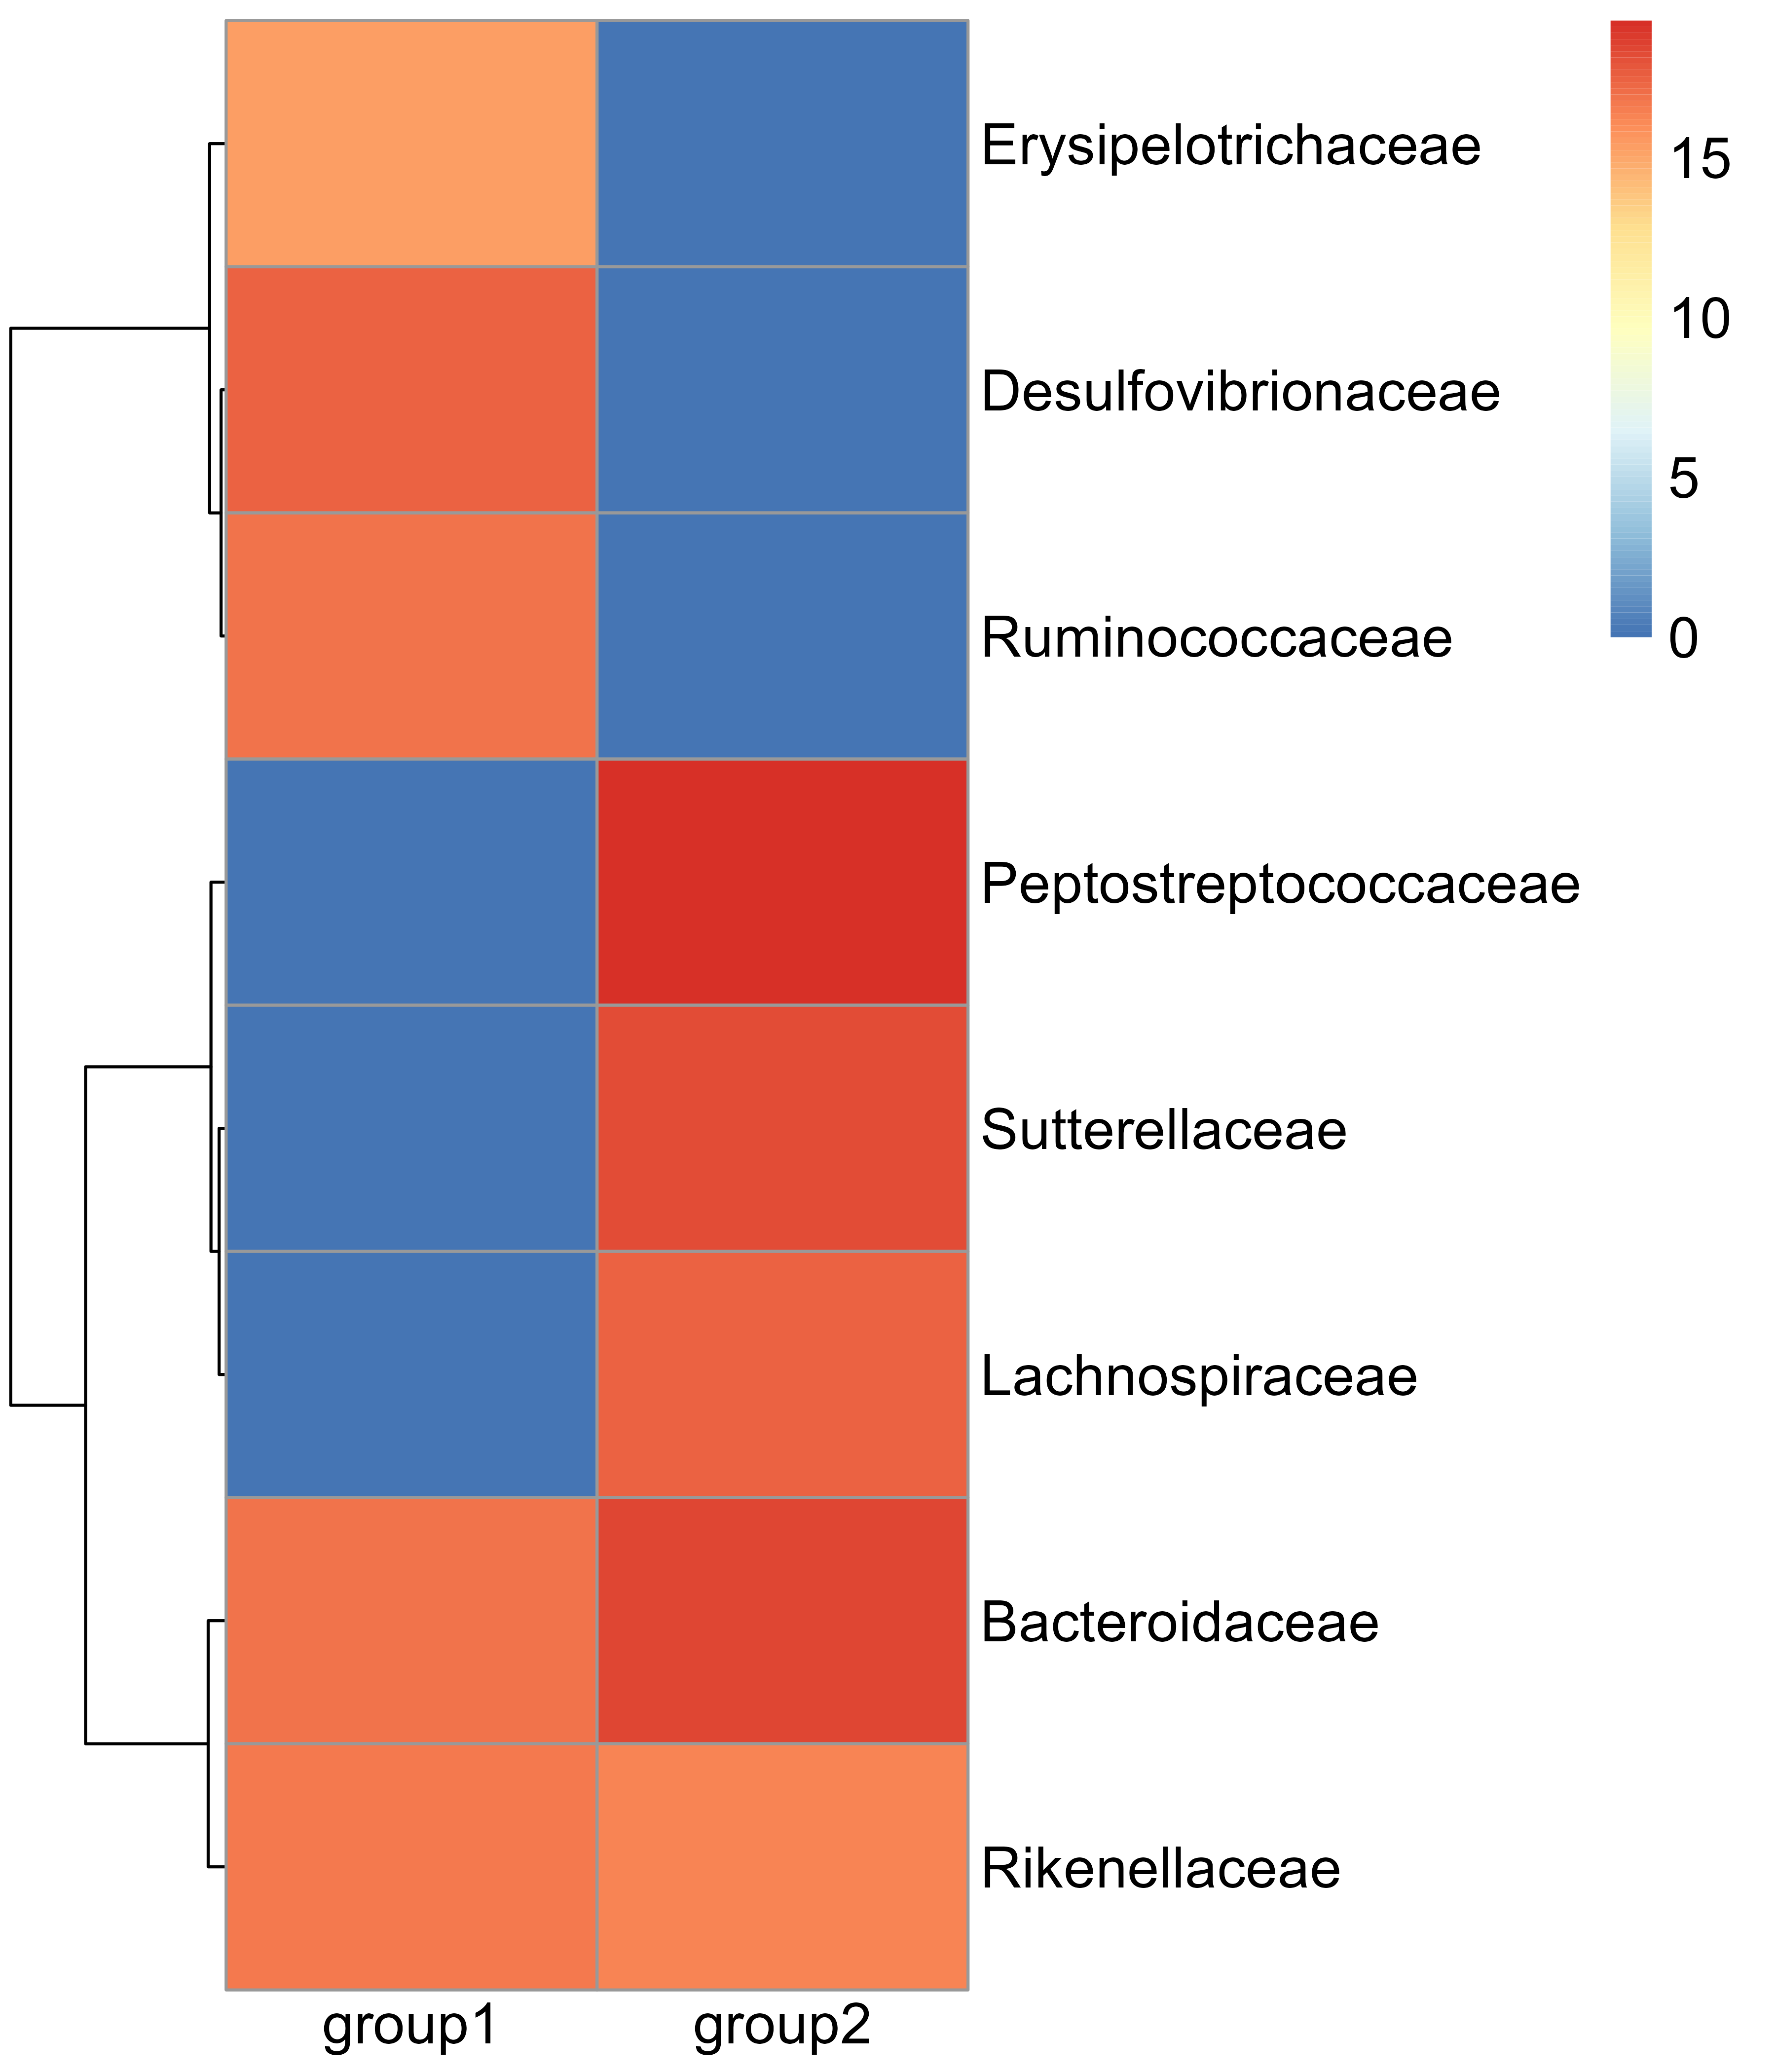 Erysipelotrichaceae
Desulfovibrionaceae
Ruminococcaceae
Peptostreptococcaceae
Sutterellaceae
Lachnospiraceae
Bacteroidaceae
Rikenellaceae
15
10
5
0
group1
group2